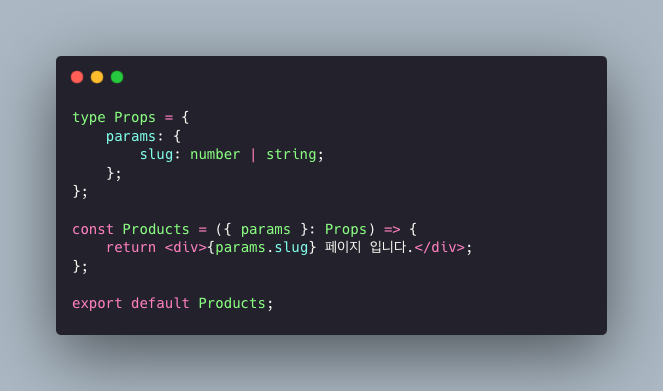 type Props = {
    params: {
        slug: number | string;
    };
};

const Products = ({ params }: Props) => {
    return <div>{params.slug} 페이지 입니다.</div>;
};

export default Products;